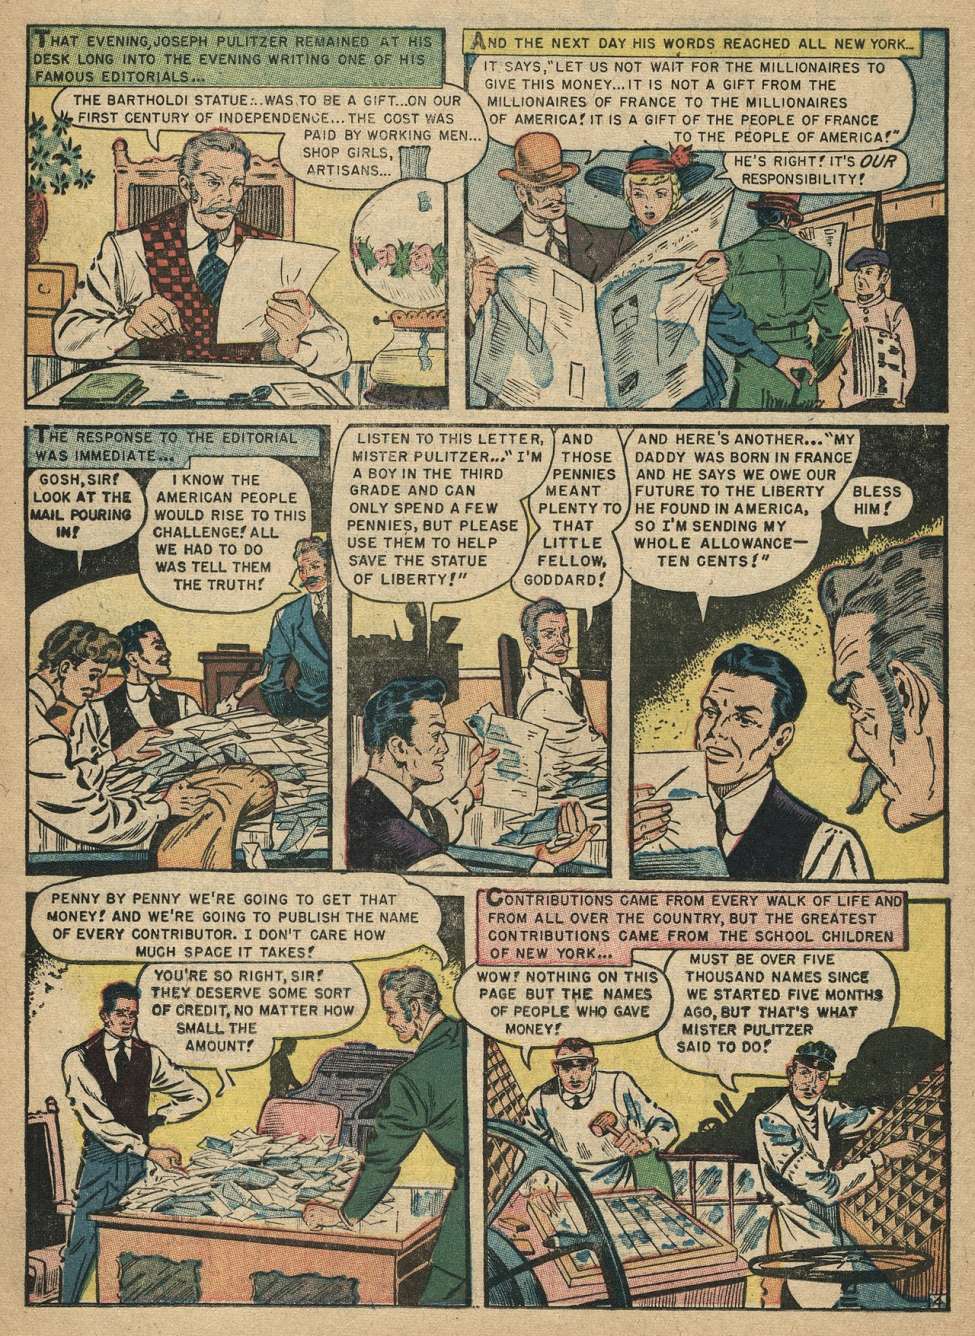 THAT EVENING, JOSEPH PULITZER REMAINED AT HIS
DESK LONG INTO THE EVENING WRITING ONE OF HIS
FAMOUS EDITORIALS...
THE BARTHOLDI STATUE... WAS TO BE A GIFT...ON OUR
FIRST CENTURY OF INDEPENDENCE...THE COST WAS
PAID BY WORKING MEN...
SHOP GIRLS,
ARTISANS...
AND THE NEXT DAY HIS WORDS REACHED ALL NEW YORK...
IT SAYS, "LET US NOT WAIT FOR THE MILLIONAIRES TO
GIVE THIS MONEY...IT IS NOT A GIFT FROM THE
MILLIONAIRES OF FRANCE TO THE MILLIONAIRES
OF AMERICA! IT IS A GIFT OF THE PEOPLE OF FRANCE
TO THE PEOPLE OF AMERICA!"
HE'S RIGHT! IT'S OUR
RESPONSIBILITY!
THE RESPONSE TO THE EDITORIAL
WAS IMMEDIATE...
GOSH, SIR!
LOOK AT THE
MAIL POURING
IN!
I KNOW THE
AMERICAN PEOPLE
WOULD RISE TO THIS
CHALLENGE! ALL
WE HAD TO DO
WAS TELL THEM
THE TRUTH!
LISTEN TO THIS LETTER,
MISTER PULITZER..."I'M
A BOY IN THE THIRD
GRADE AND CAN
ONLY SPEND A FEW
PENNIES, BUT PLEASE
USE THEM TO HELP
SAVE THE STATUE
OF LIBERTY!"
AND
THOSE
PENNIES
MEANT
PLENTY TO
THAT
LITTLE
FELLOW,
GODDARD!
AND HERE'S ANOTHER..."MY
DADDY WAS BORN IN FRANCE
AND HE SAYS WE OWE OUR
FUTURE TO THE LIBERTY
HE FOUND IN AMERICA,
SO I'M SENDING MY
WHOLE ALLOWANCE—
TEN CENTS!"
BLESS
HIM!
PENNY BY PENNY WE'RE GOING TO GET THAT
MONEY! AND WE'RE GOING TO PUBLISH THE NAME
OF EVERY CONTRIBUTOR. I DON'T CARE HOW
MUCH SPACE IT TAKES!
YOU'RE SO RIGHT, SIR!
THEY DESERVE SOME SORT
OF CREDIT, NO MATTER HOW
SMALL THE
AMOUNT!
CONTRIBUTIONS CAME FROM EVERY WALK OF LIFE AND
FROM ALL OVER THE COUNTRY, BUT THE GREATEST
CONTRIBUTIONS CAME FROM THE SCHOOL CHILDREN
OF NEW YORK...
WOW! NOTHING ON THIS
PAGE BUT THE NAMES
OF PEOPLE WHO GAVE
MONEY!
MUST BE OVER FIVE
THOUSAND NAMES SINCE
WE STARTED FIVE MONTHS
AGO, BUT THAT'S WHAT
MISTER PULITZER
SAID TO DO!
4